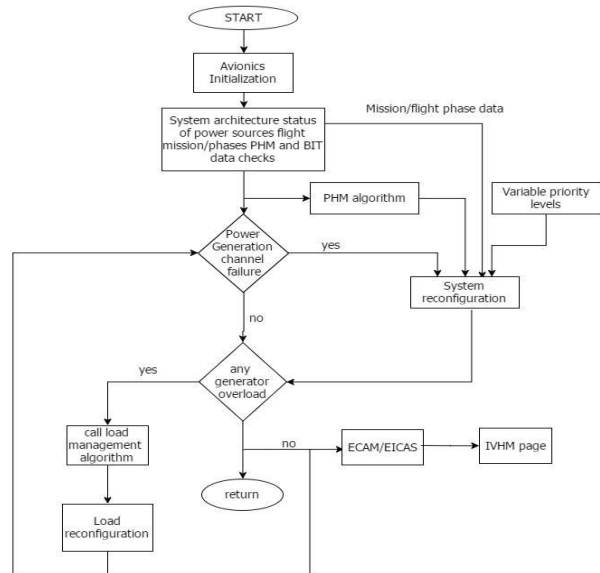 START
Avionics
Initialization
Mission/flight phase data
System architecture status
of power sources flight
mission/phases PHM and BIT
data checks
PHM algorithm
Variable priority
levels
Power
Generation
channel
failure
yes
System
reconfiguration
no
any
generator
overload
yes
call load
management
algorithm
no
ECAM/EICAS
IVHM page
return
Load
reconfiguration